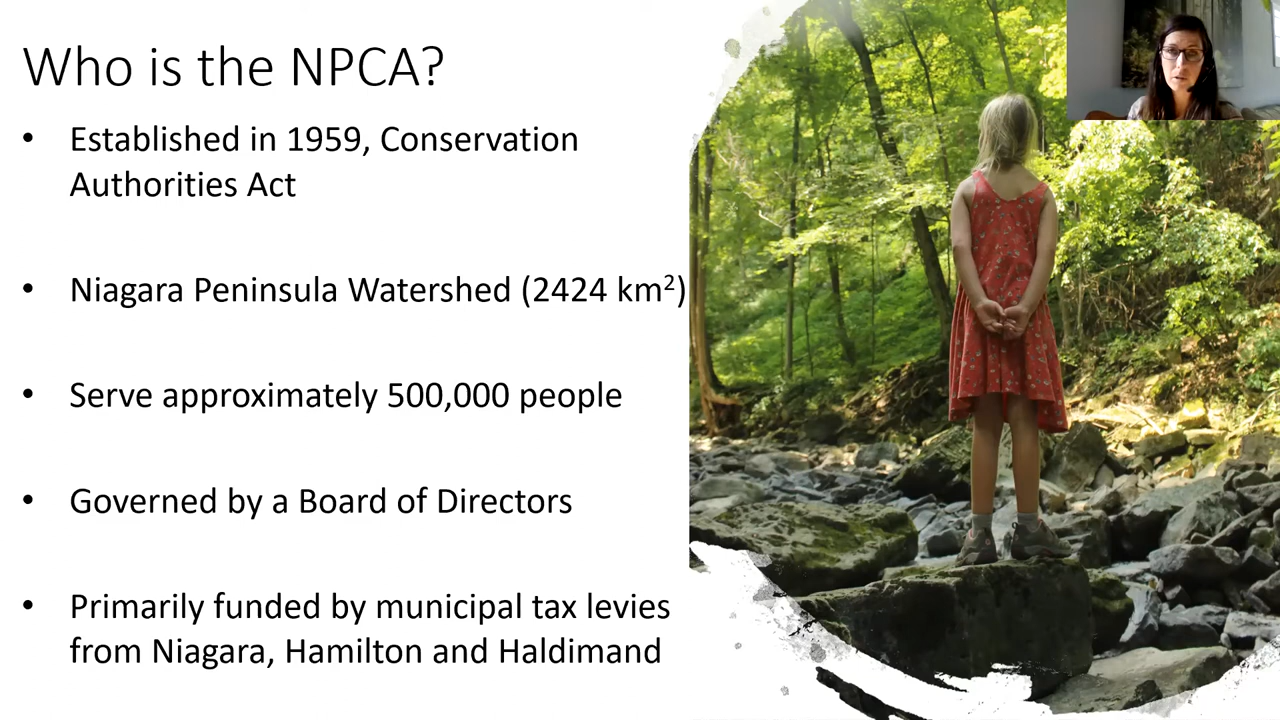 Who is the NPCA?
• Established in 1959, Conservation
Authorities Act
• Niagara Peninsula Watershed (2424 km²)
• Serve approximately 500,000 people
• Governed by a Board of Directors
• Primarily funded by municipal tax levies
from Niagara, Hamilton and Haldimand